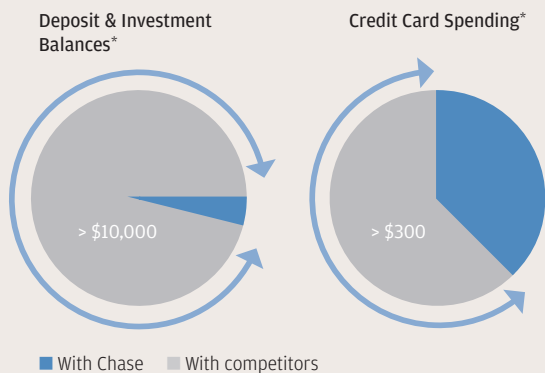 Deposit & Investment
Balances*
Credit Card Spending*
> $10,000
> $300
With Chase
With competitors